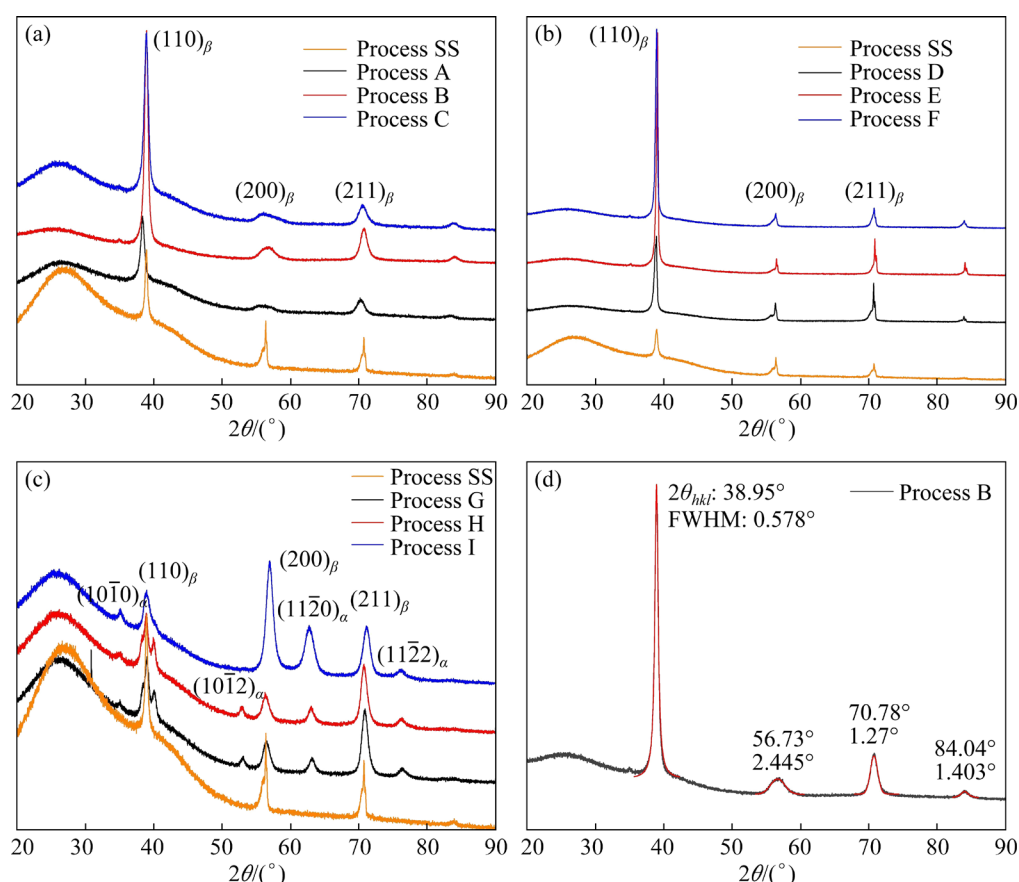 (a)
(110)β
Process SS
Process A
Process B
Process C
(200)β
(211)β
20 30 40 50 60 70 80 90
2θ/(°)
(b)
(110)β
Process SS
Process D
Process E
Process F
(200)β
(211)β
20 30 40 50 60 70 80 90
2θ/(°)
(c)
Process SS
Process G
Process H
Process I
(101̄0)α
(110)β
(200)β
(112̄0)α
(211)β
(112̄2)α
(101̄2)α
20 30 40 50 60 70 80 90
2θ/(°)
(d)
2θhkl: 38.95°
FWHM: 0.578°
Process B
56.73°
2.445°
70.78°
1.27°
84.04°
1.403°
20 30 40 50 60 70 80 90
2θ/(°)